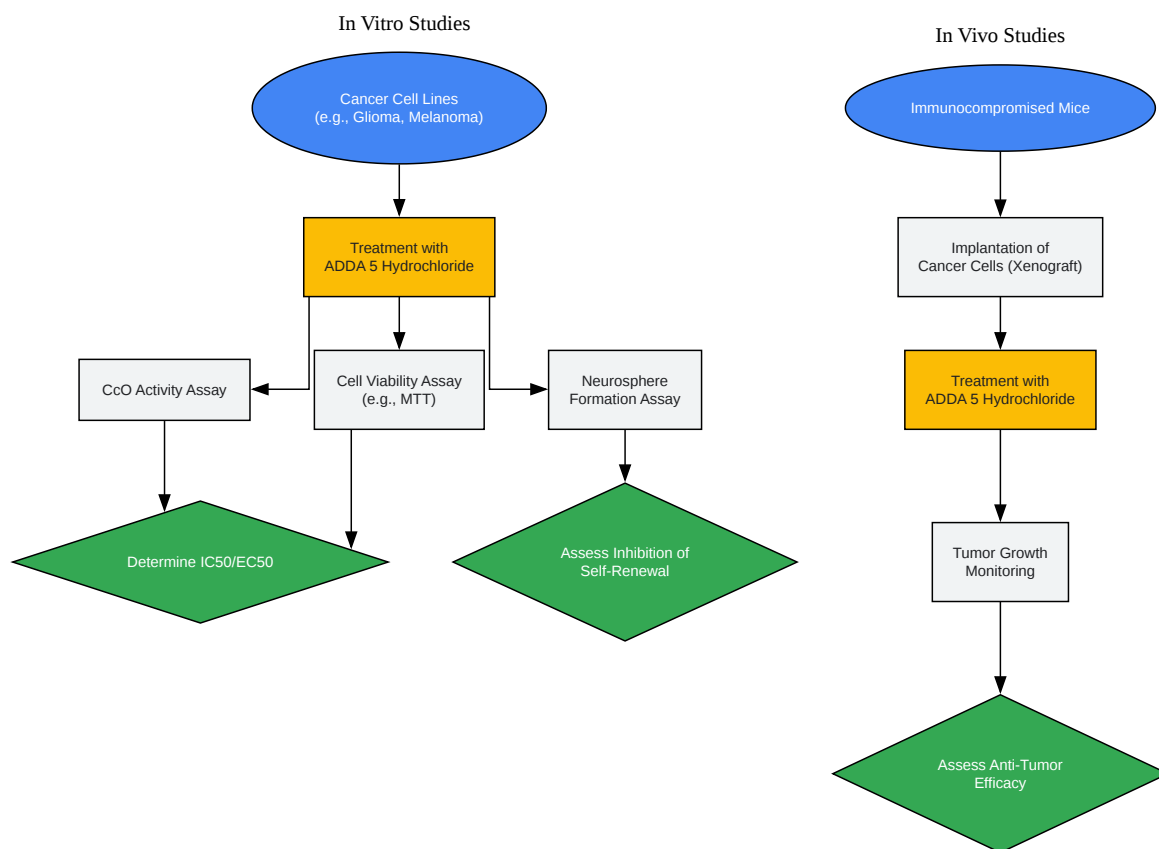 In Vitro Studies
Cancer Cell Lines
(e.g., Glioma, Melanoma)
Treatment with
ADDA 5 Hydrochloride
CcO Activity Assay
Cell Viability Assay
(e.g., MTT)
Neurosphere
Formation Assay
Determine IC50/EC50
Assess Inhibition of
Self-Renewal
In Vivo Studies
Immunocompromised Mice
Implantation of
Cancer Cells (Xenograft)
Treatment with
ADDA 5 Hydrochloride
Tumor Growth
Monitoring
Assess Anti-Tumor
Efficacy